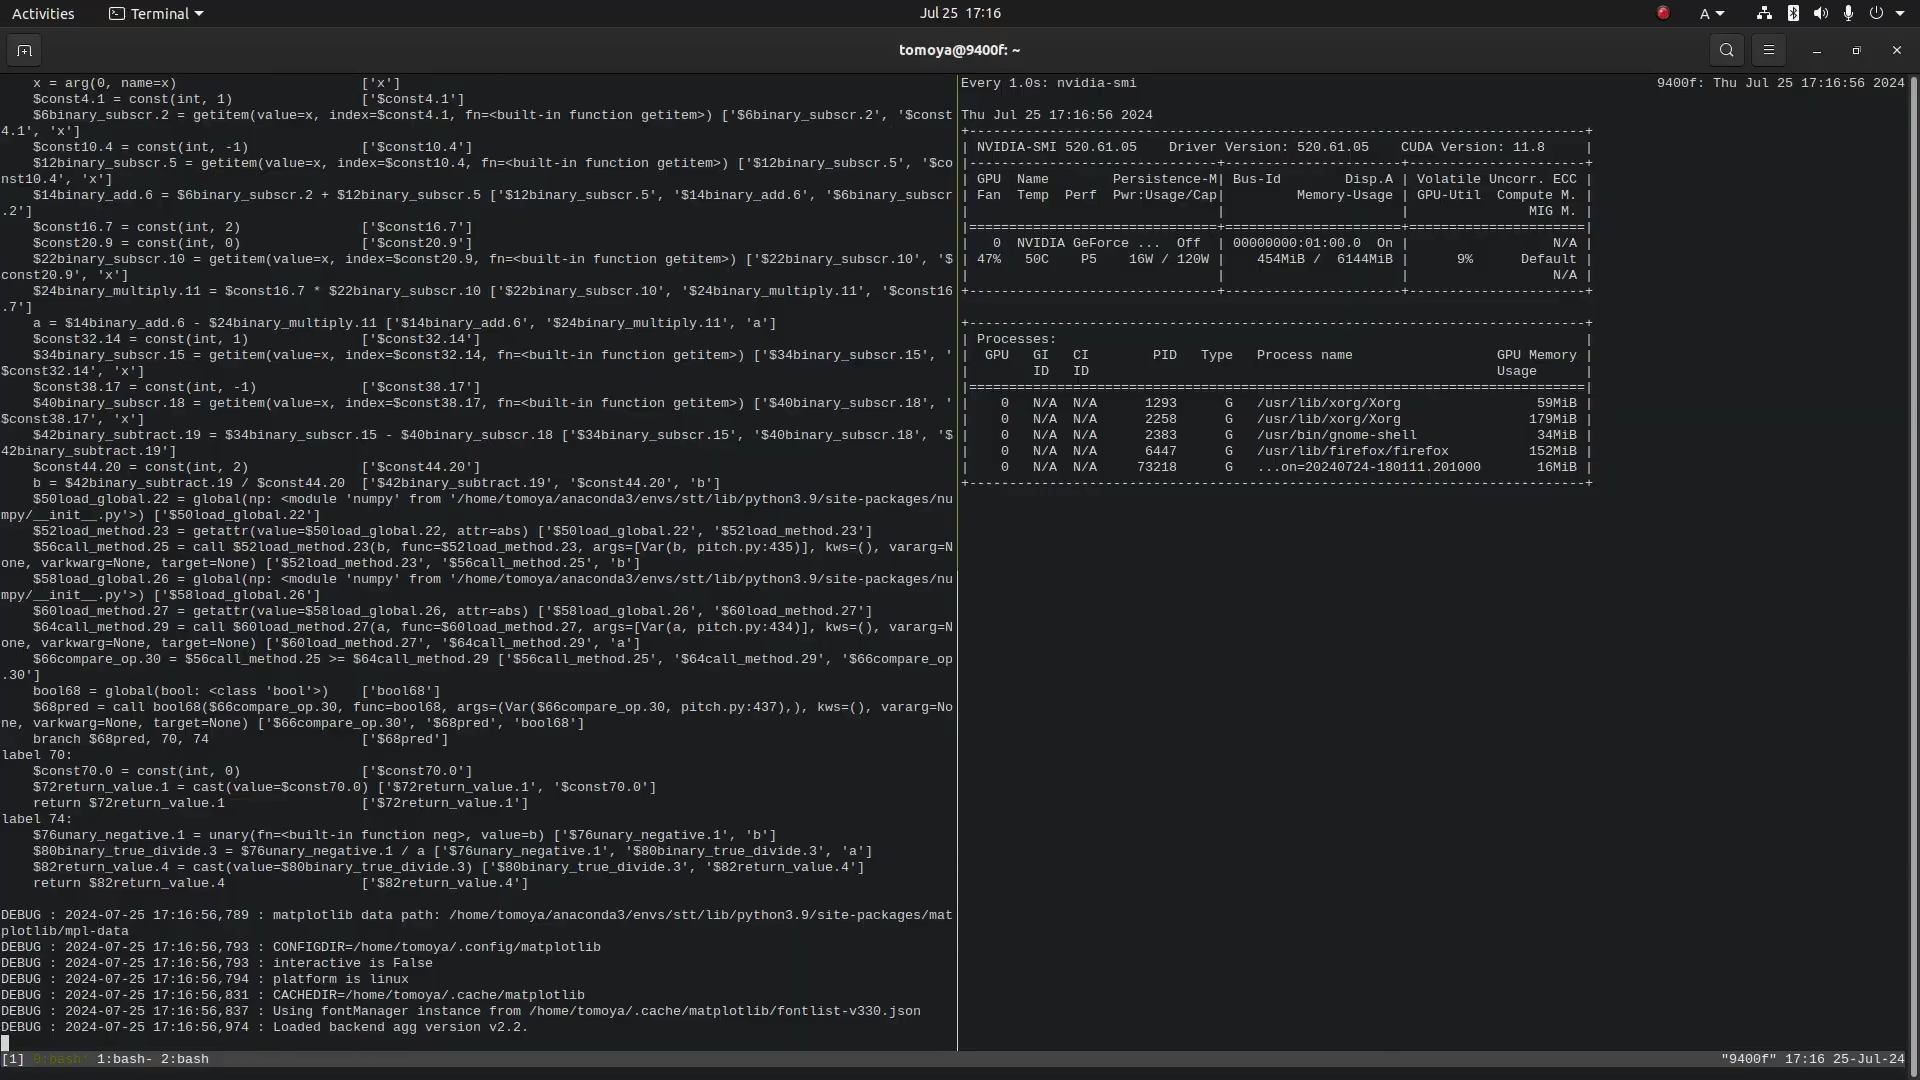 Activities Terminal Jul 25 17:16 A
tomoya@9400f: ~
x = arg(0, name=x) ['x']
$const4.1 = const(int, 1) ['$const4.1']
$6binary_subscr.2 = getitem(value=x, index=$const4.1, fn=<built-in function getitem>) ['$6binary_subscr.2', '$const
4.1', 'x']
$const10.4 = const(int, -1) ['$const10.4']
$12binary_subscr.5 = getitem(value=x, index=$const10.4, fn=<built-in function getitem>) ['$12binary_subscr.5', '$co
nst10.4', 'x']
$14binary_add.6 = $6binary_subscr.2 + $12binary_subscr.5 ['$12binary_subscr.5', '$14binary_add.6', '$6binary_subscr
.2']
$const16.7 = const(int, 2) ['$const16.7']
$const20.9 = const(int, 0) ['$const20.9']
$22binary_subscr.10 = getitem(value=x, index=$const20.9, fn=<built-in function getitem>) ['$22binary_subscr.10', '$
const20.9', 'x']
$24binary_multiply.11 = $const16.7 * $22binary_subscr.10 ['$22binary_subscr.10', '$24binary_multiply.11', '$const16
.7']
a = $14binary_add.6 - $24binary_multiply.11 ['$14binary_add.6', '$24binary_multiply.11', 'a']
$const32.14 = const(int, 1) ['$const32.14']
$34binary_subscr.15 = getitem(value=x, index=$const32.14, fn=<built-in function getitem>) ['$34binary_subscr.15', '
$const32.14', 'x']
$const38.17 = const(int, -1) ['$const38.17']
$40binary_subscr.18 = getitem(value=x, index=$const38.17, fn=<built-in function getitem>) ['$40binary_subscr.18', '
$const38.17', 'x']
$42binary_subtract.19 = $34binary_subscr.15 - $40binary_subscr.18 ['$34binary_subscr.15', '$40binary_subscr.18', '$
42binary_subtract.19']
$const44.20 = const(int, 2) ['$const44.20']
b = $42binary_subtract.19 / $const44.20 ['$42binary_subtract.19', '$const44.20', 'b']
$50load_global.22 = global(np: <module 'numpy' from '/home/tomoya/anaconda3/envs/stt/lib/python3.9/site-packages/nu
mpy/__init__.py'>) ['$50load_global.22']
$52load_method.23 = getattr(value=$50load_global.22, attr=abs) ['$50load_global.22', '$52load_method.23']
$56call_method.25 = call $52load_method.23(b, func=$52load_method.23, args=[Var(b, pitch.py:435)], kws=(), vararg=N
one, varkwarg=None, target=None) ['$52load_method.23', '$56call_method.25', 'b']
$58load_global.26 = global(np: <module 'numpy' from '/home/tomoya/anaconda3/envs/stt/lib/python3.9/site-packages/nu
mpy/__init__.py'>) ['$58load_global.26']
$60load_method.27 = getattr(value=$58load_global.26, attr=abs) ['$58load_global.26', '$60load_method.27']
$64call_method.29 = call $60load_method.27(a, func=$60load_method.27, args=[Var(a, pitch.py:434)], kws=(), vararg=N
one, varkwarg=None, target=None) ['$60load_method.27', '$64call_method.29', 'a']
$66compare_op.30 = $56call_method.25 >= $64call_method.29 ['$56call_method.25', '$64call_method.29', '$66compare_op
.30']
bool68 = global(bool: <class 'bool'>) ['bool68']
$68pred = call bool68($66compare_op.30, func=bool68, args=(Var($66compare_op.30, pitch.py:437),), kws=(), vararg=No
ne, varkwarg=None, target=None) ['$66compare_op.30', '$68pred', 'bool68']
branch $68pred, 70, 74 ['$68pred']
label 70:
$const70.0 = const(int, 0) ['$const70.0']
$72return_value.1 = cast(value=$const70.0) ['$72return_value.1', '$const70.0']
return $72return_value.1 ['$72return_value.1']
label 74:
$76unary_negative.1 = unary(fn=<built-in function neg>, value=b) ['$76unary_negative.1', 'b']
$80binary_true_divide.3 = $76unary_negative.1 / a ['$76unary_negative.1', '$80binary_true_divide.3', 'a']
$82return_value.4 = cast(value=$80binary_true_divide.3) ['$80binary_true_divide.3', '$82return_value.4']
return $82return_value.4 ['$82return_value.4']
DEBUG : 2024-07-25 17:16:56,789 : matplotlib data path: /home/tomoya/anaconda3/envs/stt/lib/python3.9/site-packages/mat
plotlib/mpl-data
DEBUG : 2024-07-25 17:16:56,793 : CONFIGDIR=/home/tomoya/.config/matplotlib
DEBUG : 2024-07-25 17:16:56,793 : interactive is False
DEBUG : 2024-07-25 17:16:56,794 : platform is linux
DEBUG : 2024-07-25 17:16:56,831 : CACHEDIR=/home/tomoya/.cache/matplotlib
DEBUG : 2024-07-25 17:16:56,837 : Using fontManager instance from /home/tomoya/.cache/matplotlib/fontlist-v330.json
DEBUG : 2024-07-25 17:16:56,974 : Loaded backend agg version v2.2.
Every 1.0s: nvidia-smi 9400f: Thu Jul 25 17:16:56 2024
Thu Jul 25 17:16:56 2024
+-----------------------------------------------------------------------------+
| NVIDIA-SMI 520.61.05 Driver Version: 520.61.05 CUDA Version: 11.8 |
|-------------------------------+----------------------+----------------------+
| GPU Name Persistence-M| Bus-Id Disp.A | Volatile Uncorr. ECC |
| Fan Temp Perf Pwr:Usage/Cap| Memory-Usage | GPU-Util Compute M. |
| | | MIG M. |
|===============================+======================+======================|
| 0 NVIDIA GeForce ... Off | 00000000:01:00.0 On | N/A |
| 47% 50C P5 16W / 120W | 454MiB / 6144MiB | 9% Default |
| | | N/A |
+-------------------------------+----------------------+----------------------+
+-----------------------------------------------------------------------------+
| Processes: |
| GPU GI CI PID Type Process name GPU Memory |
| ID ID Usage |
|=============================================================================|
| 0 N/A N/A 1293 G /usr/lib/xorg/Xorg 59MiB |
| 0 N/A N/A 2258 G /usr/lib/xorg/Xorg 179MiB |
| 0 N/A N/A 2383 G /usr/bin/gnome-shell 34MiB |
| 0 N/A N/A 6447 G /usr/lib/firefox/firefox 152MiB |
| 0 N/A N/A 73218 G ...on=20240724-180111.201000 16MiB |
+-----------------------------------------------------------------------------+
[1] 0:bash* 1:bash- 2:bash "9400f" 17:16 25-Jul-24